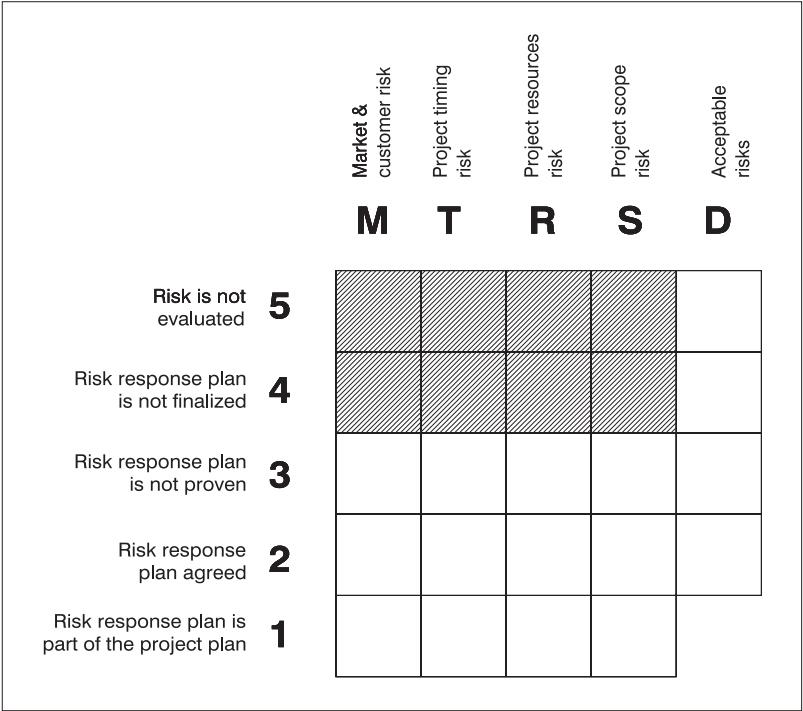 Market &
customer risk
Project timing
risk
Project resources
risk
Project scope
risk
Acceptable
risks
M T R S D
Risk is not
evaluated
5
Risk response plan
is not finalized
4
Risk response plan
is not proven
3
Risk response
plan agreed
2
Risk response plan is
part of the project plan
1